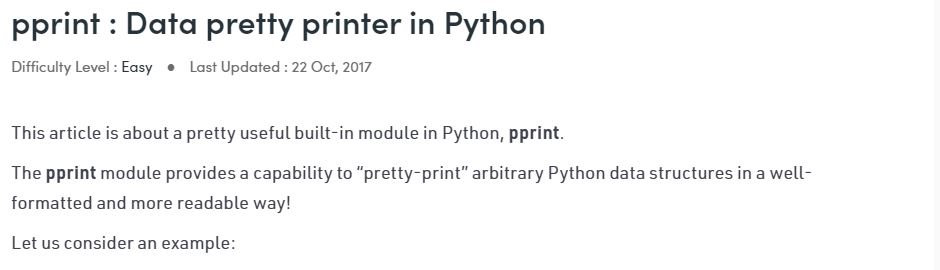 pprint : Data pretty printer in Python
Difficulty Level : Easy ● Last Updated : 22 Oct, 2017
This article is about a pretty useful built-in module in Python, pprint.
The pprint module provides a capability to “pretty-print” arbitrary Python data structures in a well-
formatted and more readable way!
Let us consider an example: